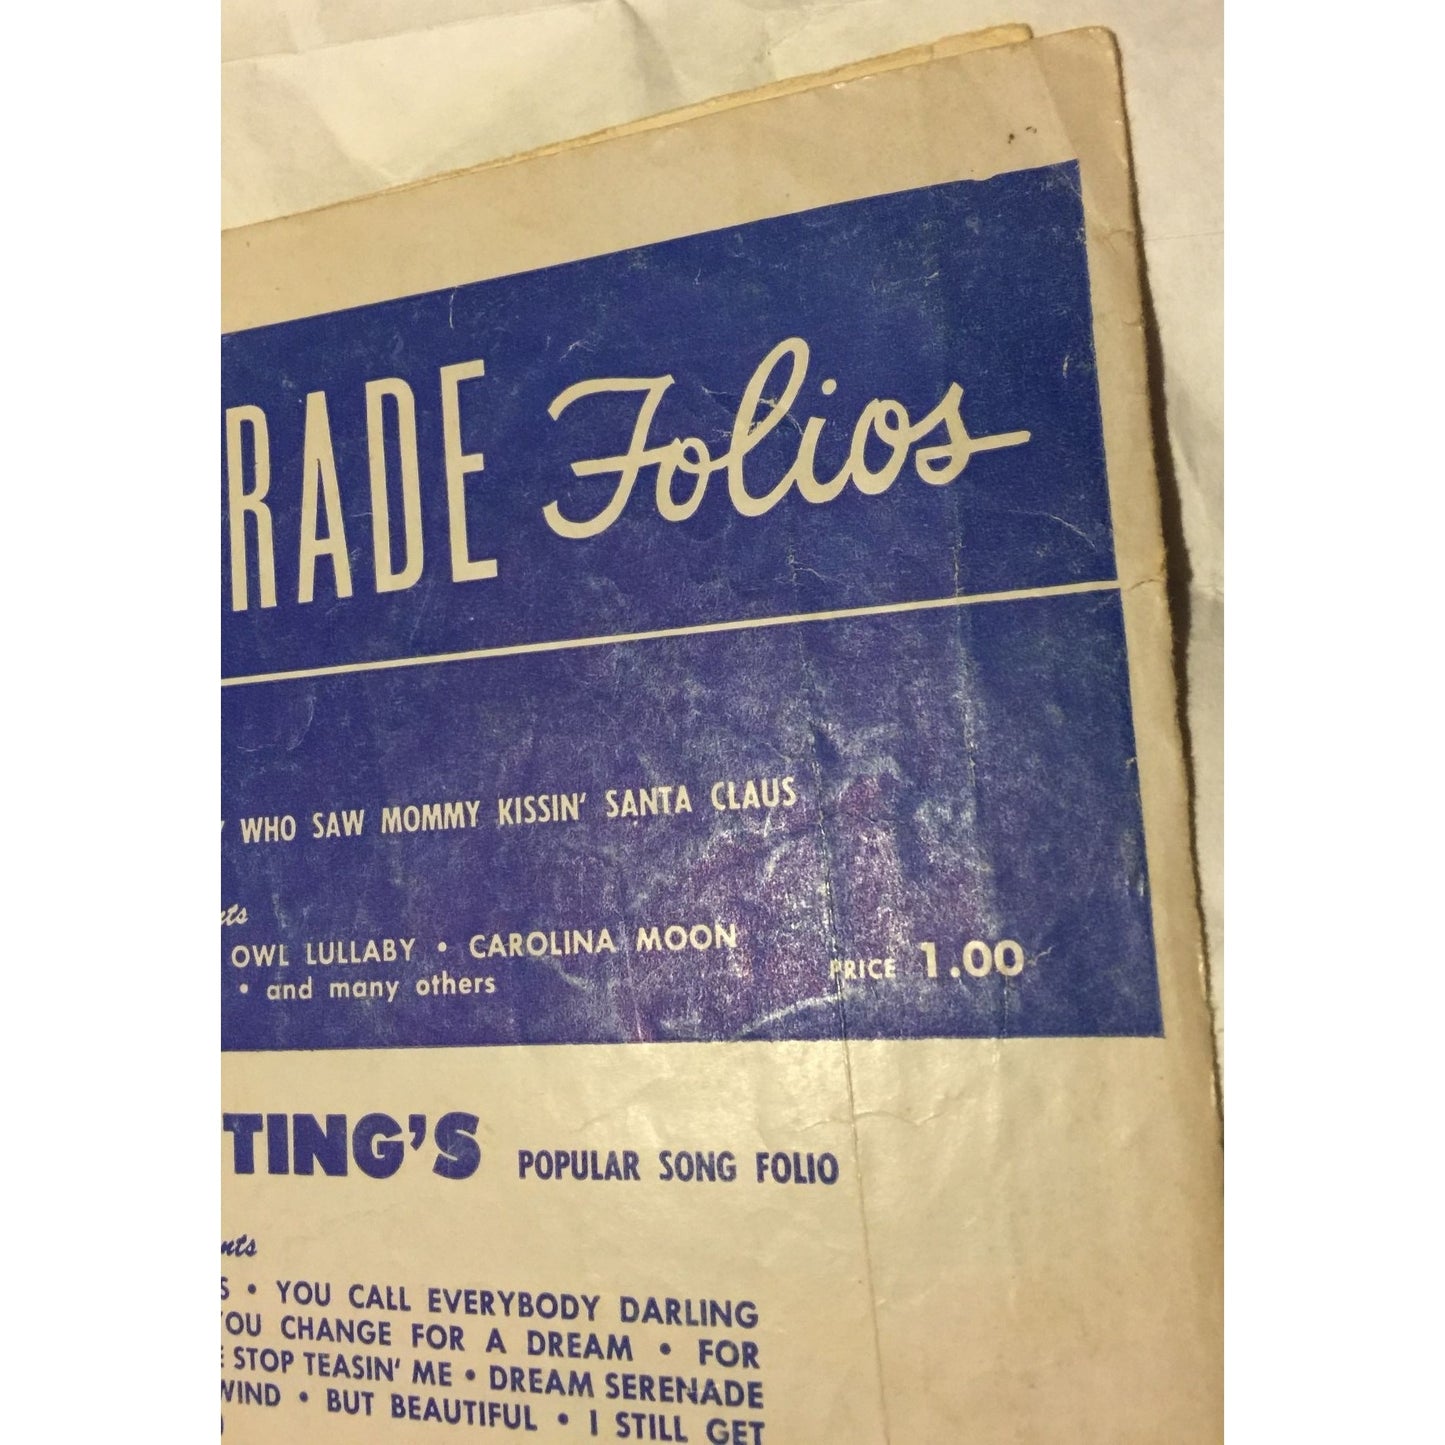 RADE Folios
WHO SAW MOMMY KISSIN' SANTA CLAUS
OWL LULLABY • CAROLINA MOON
PRICE 1.00
• and many others
TING'S POPULAR SONG FOLIO
S • YOU CALL EVERYBODY DARLING
YOU CHANGE FOR A DREAM • FOR
STOP TEASIN' ME • DREAM SERENADE
WIND • BUT BEAUTIFUL • I STILL GET